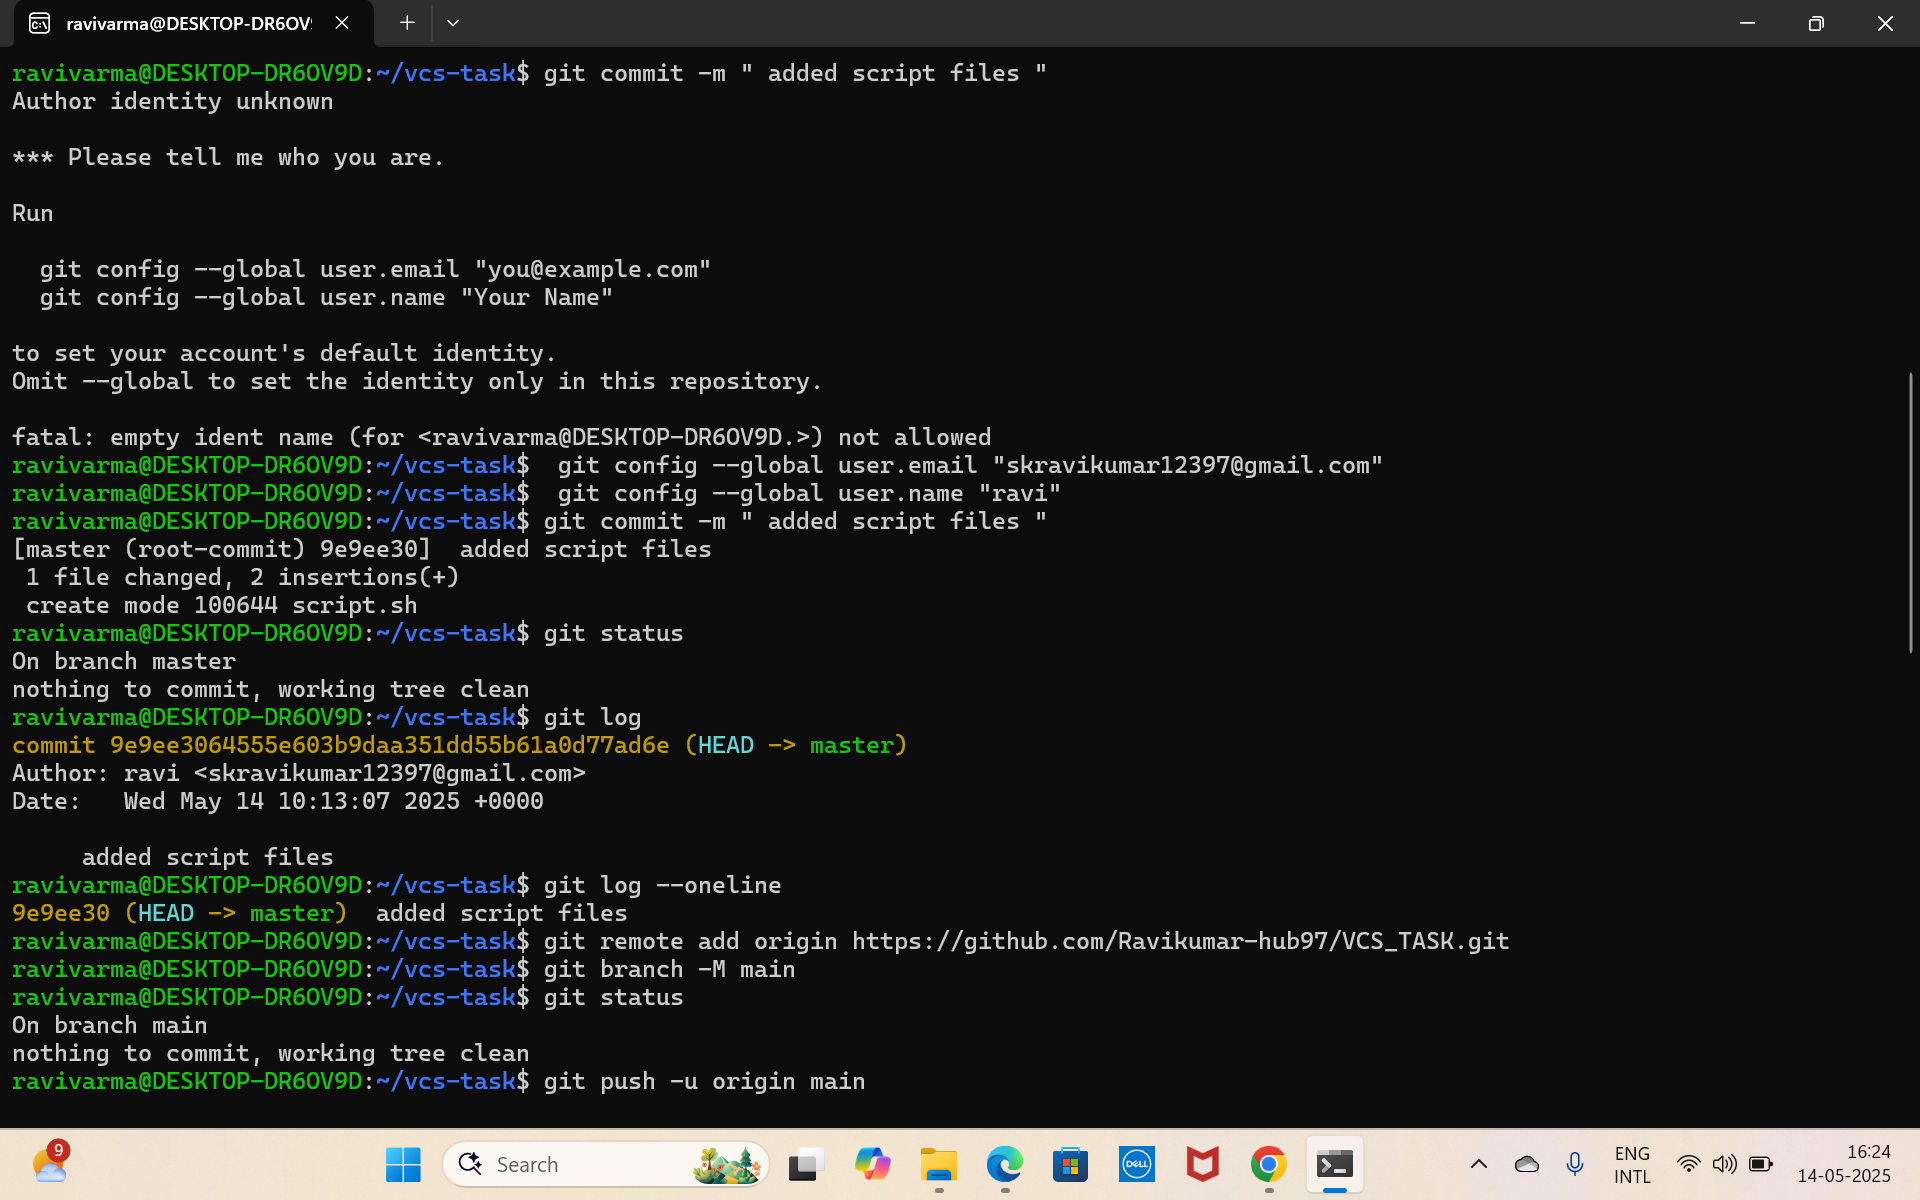 ravivarma@DESKTOP-DR6OV9D:
ravivarma@DESKTOP-DR6OV9D:~/vcs-task$ git commit -m " added script files "
Author identity unknown
*** Please tell me who you are.
Run
  git config --global user.email "you@example.com"
  git config --global user.name "Your Name"
to set your account's default identity.
Omit --global to set the identity only in this repository.
fatal: empty ident name (for <ravivarma@DESKTOP-DR6OV9D.>) not allowed
ravivarma@DESKTOP-DR6OV9D:~/vcs-task$  git config --global user.email "skravikumar12397@gmail.com"
ravivarma@DESKTOP-DR6OV9D:~/vcs-task$  git config --global user.name "ravi"
ravivarma@DESKTOP-DR6OV9D:~/vcs-task$ git commit -m " added script files "
[master (root-commit) 9e9ee30]  added script files
 1 file changed, 2 insertions(+)
 create mode 100644 script.sh
ravivarma@DESKTOP-DR6OV9D:~/vcs-task$ git status
On branch master
nothing to commit, working tree clean
ravivarma@DESKTOP-DR6OV9D:~/vcs-task$ git log
commit 9e9ee3064555e603b9daa351dd55b61a0d77ad6e (HEAD -> master)
Author: ravi <skravikumar12397@gmail.com>
Date:   Wed May 14 10:13:07 2025 +0000
     added script files
ravivarma@DESKTOP-DR6OV9D:~/vcs-task$ git log --oneline
9e9ee30 (HEAD -> master)  added script files
ravivarma@DESKTOP-DR6OV9D:~/vcs-task$ git remote add origin https://github.com/Ravikumar-hub97/VCS_TASK.git
ravivarma@DESKTOP-DR6OV9D:~/vcs-task$ git branch -M main
ravivarma@DESKTOP-DR6OV9D:~/vcs-task$ git status
On branch main
nothing to commit, working tree clean
ravivarma@DESKTOP-DR6OV9D:~/vcs-task$ git push -u origin main
9
Search
DELL
ENG
INTL
16:24
14-05-2025